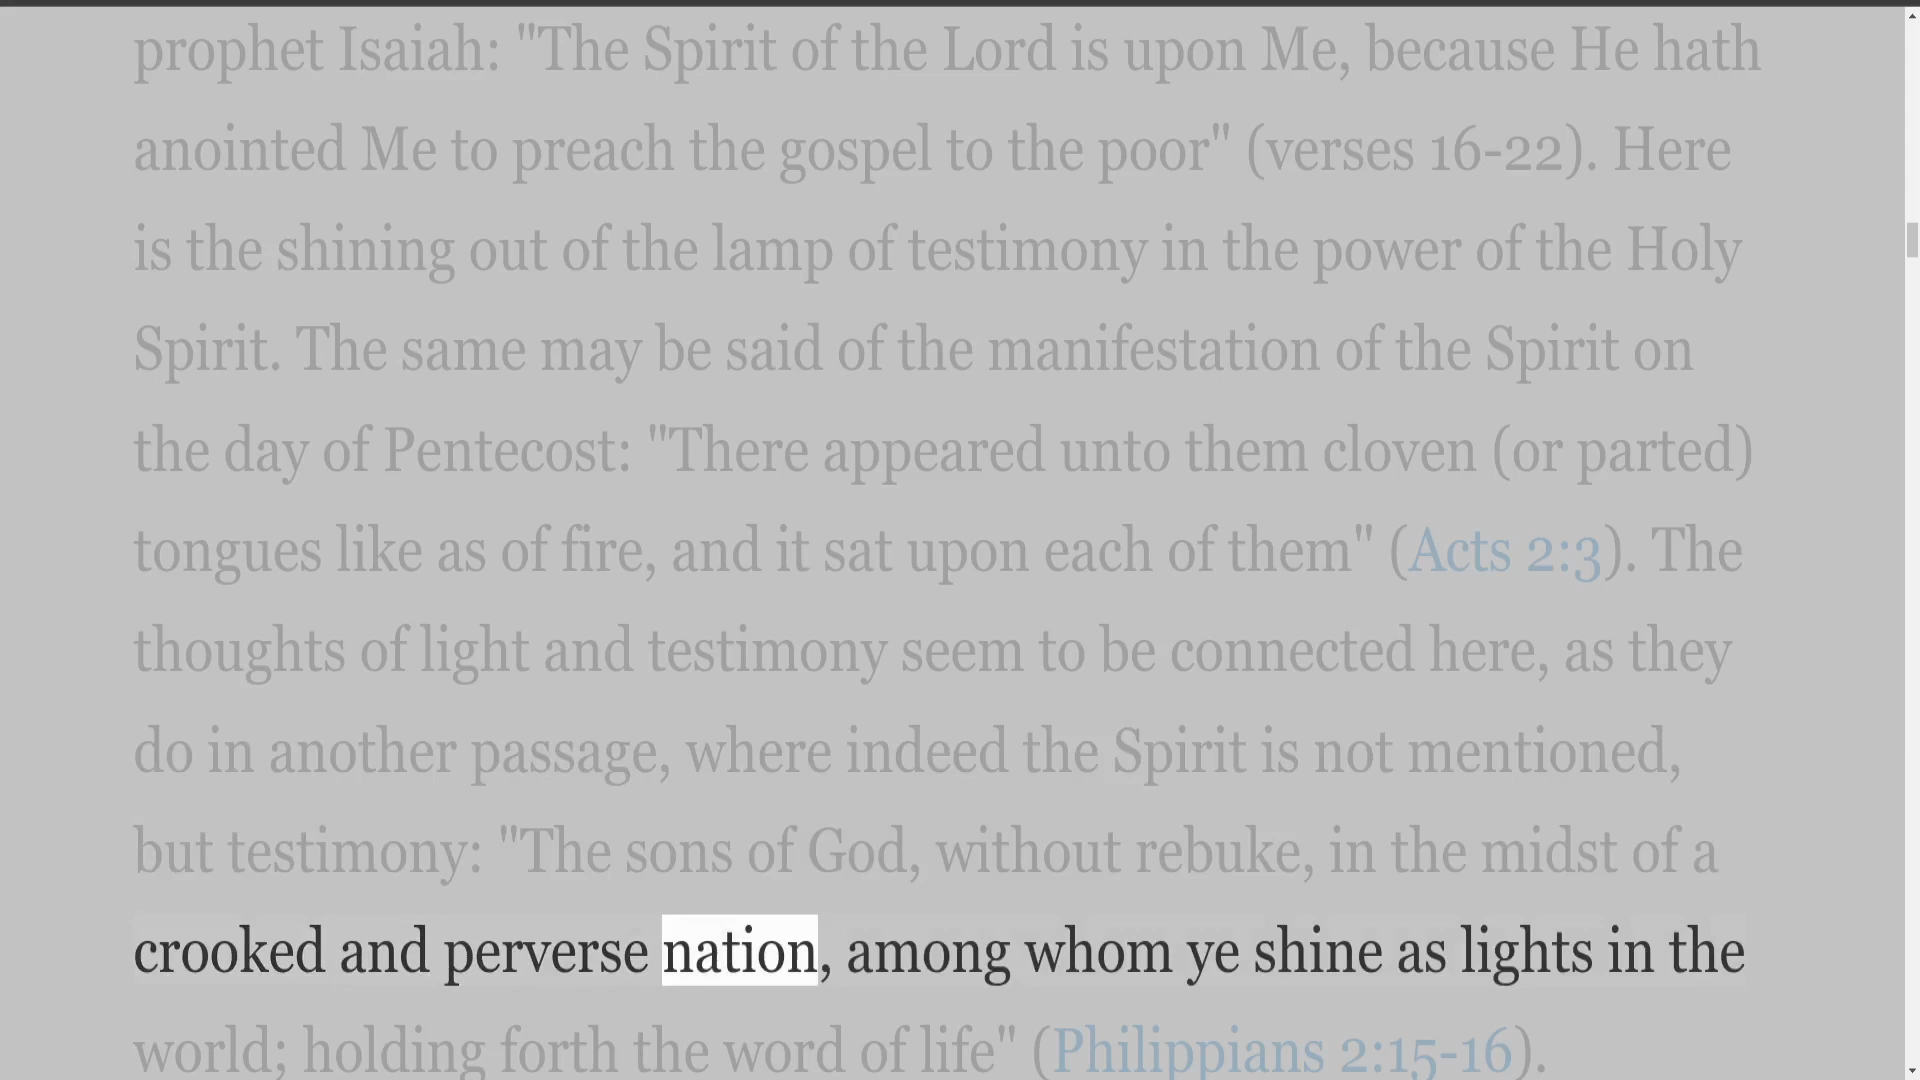 prophet Isaiah: "The Spirit of the Lord is upon Me, because He hath
anointed Me to preach the gospel to the poor" (verses 16-22). Here
is the shining out of the lamp of testimony in the power of the Holy
Spirit. The same may be said of the manifestation of the Spirit on
the day of Pentecost: "There appeared unto them cloven (or parted)
tongues like as of fire, and it sat upon each of them" (Acts 2:3). The
thoughts of light and testimony seem to be connected here, as they
do in another passage, where indeed the Spirit is not mentioned,
but testimony: "The sons of God, without rebuke, in the midst of a
crooked and perverse nation, among whom ye shine as lights in the
world; holding forth the word of life" (Philippians 2:15-16).